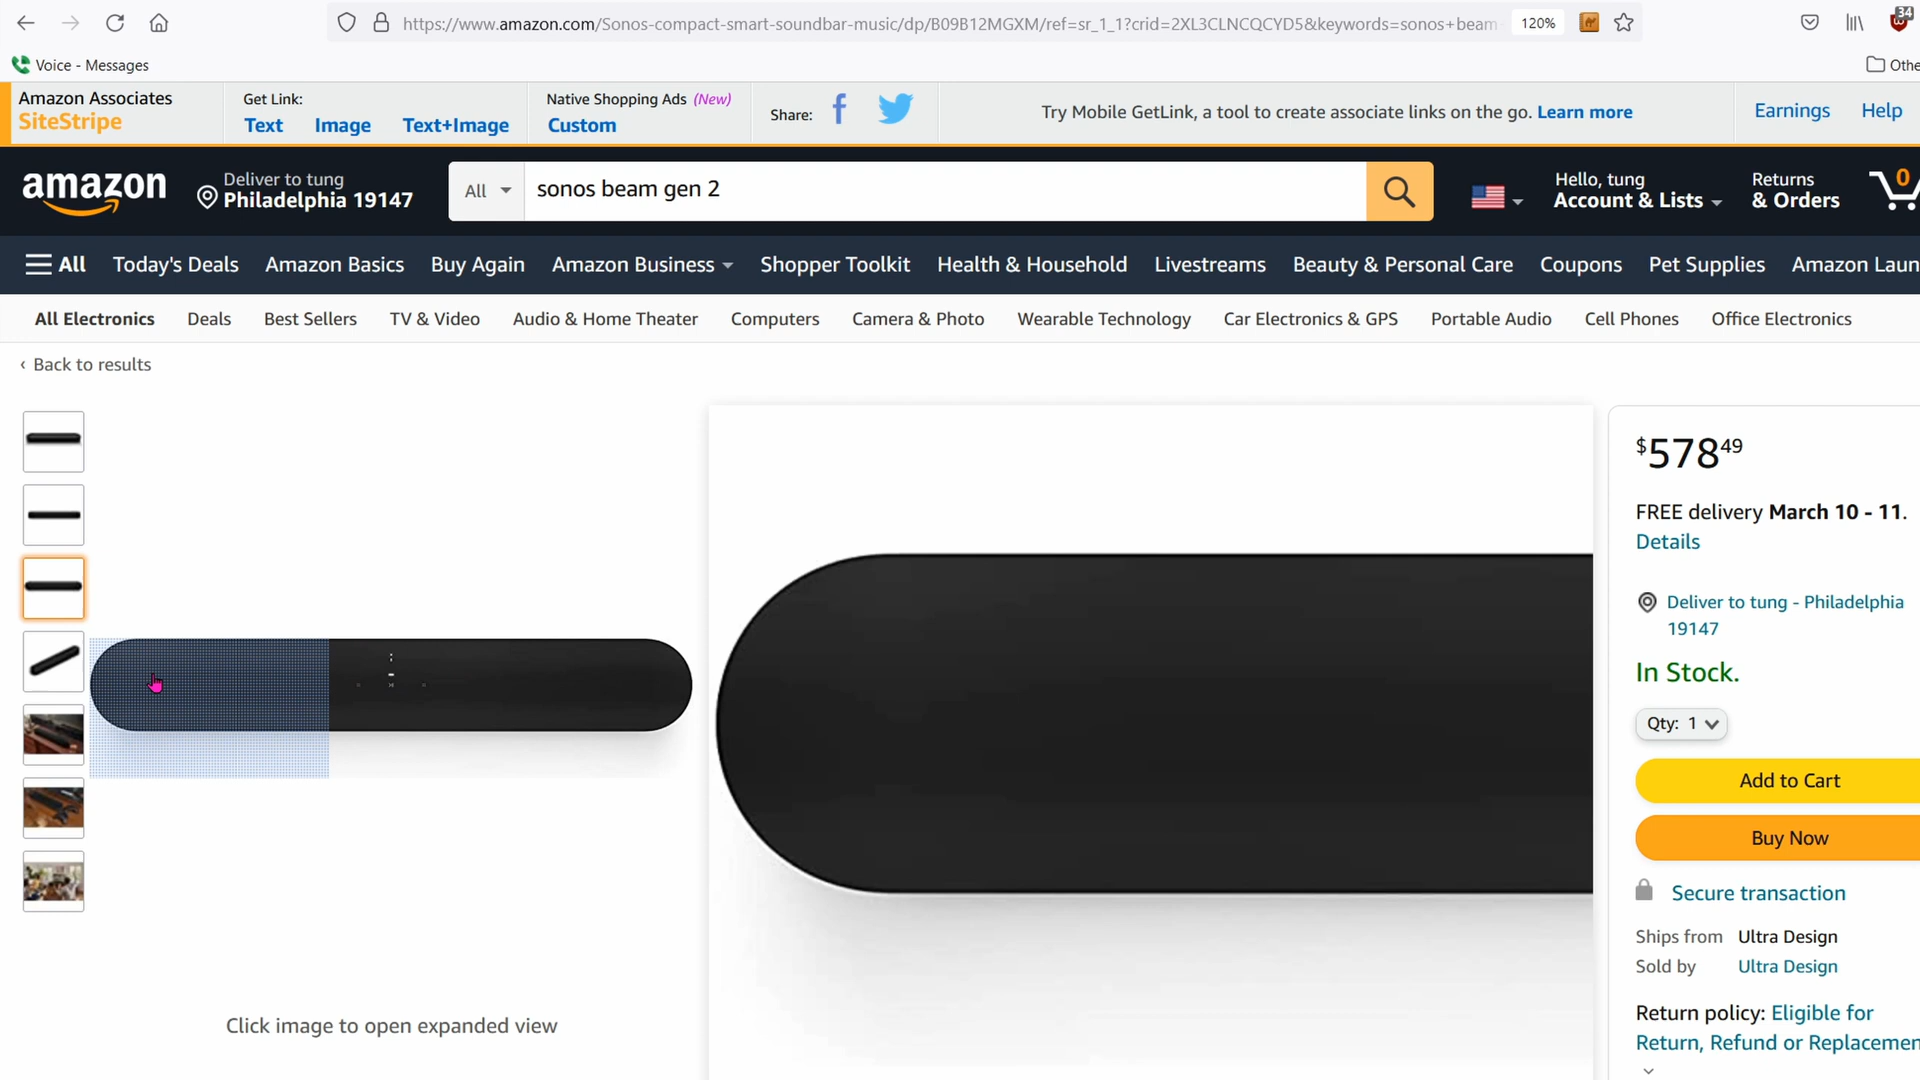 https://www.amazon.com/Sonos-compact-smart-soundbar-music/dp/B09B12MGXM/ref=sr_1_1?crid=2XL3CLNCQCYD5&keywords=sonos+beam
120%
34
Voice - Messages
Othe
Amazon Associates
SiteStripe
Get Link:
Text Image Text+Image
Native Shopping Ads (New)
Custom
Share:
Try Mobile GetLink, a tool to create associate links on the go. Learn more
Earnings Help
amazon
Deliver to tung
Philadelphia 19147
All
sonos beam gen 2
Hello, tung
Account & Lists
Returns
& Orders
0
All Today's Deals Amazon Basics Buy Again Amazon Business Shopper Toolkit Health & Household Livestreams Beauty & Personal Care Coupons Pet Supplies Amazon Laun
All Electronics Deals Best Sellers TV & Video Audio & Home Theater Computers Camera & Photo Wearable Technology Car Electronics & GPS Portable Audio Cell Phones Office Electronics
‹ Back to results
Click image to open expanded view
$578 49
FREE delivery March 10 - 11.
Details
Deliver to tung - Philadelphia
19147
In Stock.
Qty: 1
Add to Cart
Buy Now
Secure transaction
Ships from Ultra Design
Sold by Ultra Design
Return policy: Eligible for
Return, Refund or Replacemen